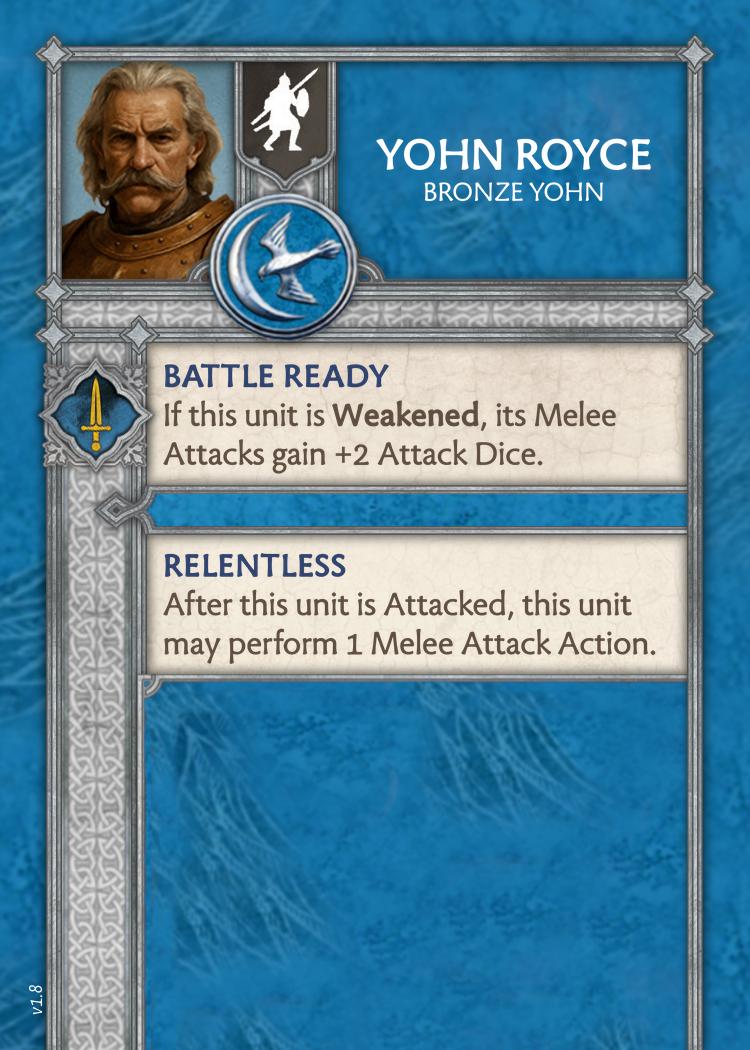 YOHN ROYCE
BRONZE YOHN
BATTLE READY
If this unit is Weakened, its Melee
Attacks gain +2 Attack Dice.
RELENTLESS
After this unit is Attacked, this unit
may perform 1 Melee Attack Action.
v1.8